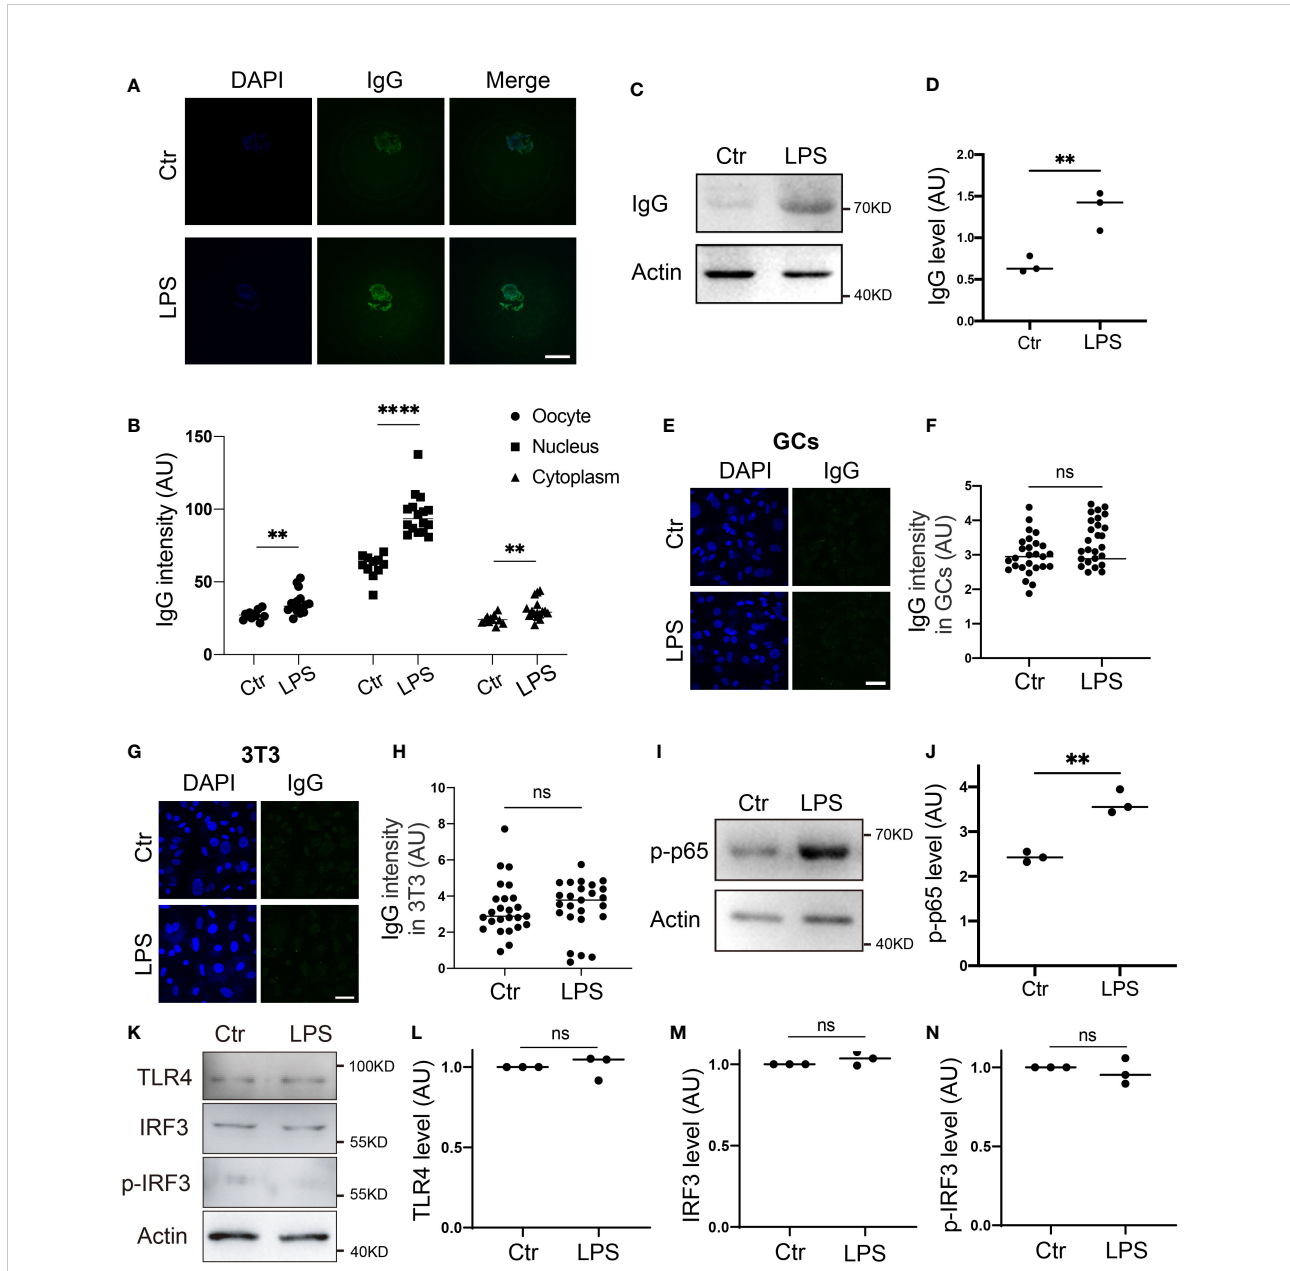 A
DAPI IgG Merge
Ctr
LPS
C
Ctr LPS
IgG
70KD
Actin
40KD
D
**
2.0
1.5
1.0
0.5
0.0
IgG level (AU)
Ctr LPS
B
150
100
50
0
IgG intensity (AU)
** **** **
Oocyte
Nucleus
Cytoplasm
Ctr LPS Ctr LPS Ctr LPS
E
GCs
DAPI IgG
Ctr
LPS
F
ns
5
4
3
2
1
0
IgG intensity
in GCs (AU)
Ctr LPS
G
3T3
DAPI IgG
Ctr
LPS
H
ns
10
8
6
4
2
0
IgG intensity
in 3T3 (AU)
Ctr LPS
I
Ctr LPS
p-p65
70KD
Actin
40KD
J
**
4
3
2
1
0
p-p65 level (AU)
Ctr LPS
K
Ctr LPS
TLR4
100KD
IRF3
55KD
p-IRF3
55KD
Actin
40KD
L
ns
1.0
0.5
0.0
TLR4 level (AU)
Ctr LPS
M
ns
1.0
0.5
0.0
IRF3 level (AU)
Ctr LPS
N
ns
1.0
0.5
0.0
p-IRF3 level (AU)
Ctr LPS